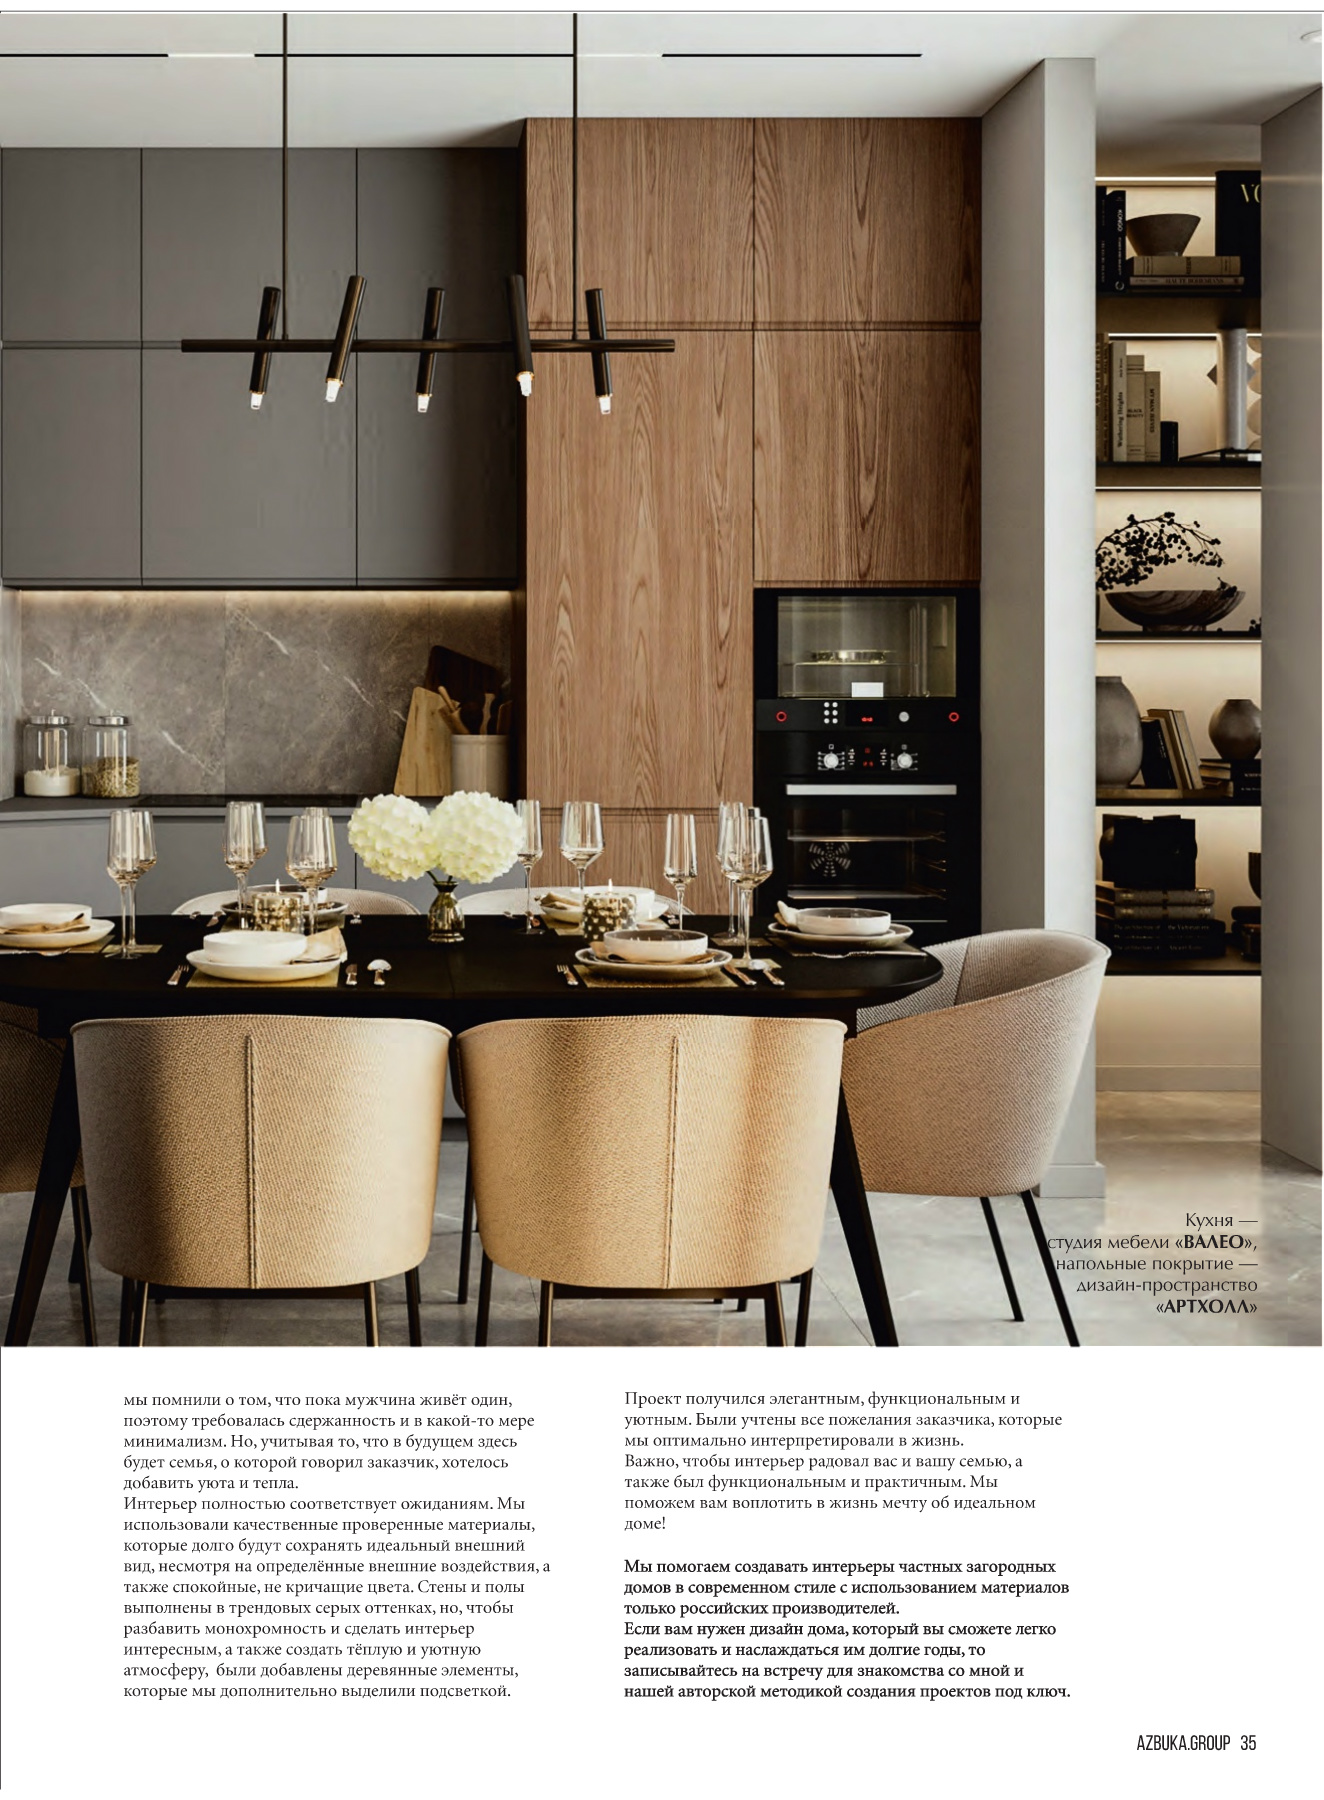 Wuthering Heights
BLACK
BEAUTY
Кухня —
студия мебели «ВАЛЕО»,
напольные покрытие —
дизайн-пространство
«АРТХОЛЛ»
мы помнили о том, что пока мужчина живёт один,
поэтому требовалась сдержанность и в какой-то мере
минимализм. Но, учитывая то, что в будущем здесь
будет семья, о которой говорил заказчик, хотелось
добавить уюта и тепла.
Интерьер полностью соответствует ожиданиям. Мы
использовали качественные проверенные материалы,
которые долго будут сохранять идеальный внешний
вид, несмотря на определённые внешние воздействия, а
также спокойные, не кричащие цвета. Стены и полы
выполнены в трендовых серых оттенках, но, чтобы
разбавить монохромность и сделать интерьер
интересным, а также создать тёплую и уютную
атмосферу, были добавлены деревянные элементы,
которые мы дополнительно выделили подсветкой.
Проект получился элегантным, функциональным и
уютным. Были учтены все пожелания заказчика, которые
мы оптимально интерпретировали в жизнь.
Важно, чтобы интерьер радовал вас и вашу семью, а
также был функциональным и практичным. Мы
поможем вам воплотить в жизнь мечту об идеальном
доме!
Мы помогаем создавать интерьеры частных загородных
домов в современном стиле с использованием материалов
только российских производителей.
Если вам нужен дизайн дома, который вы сможете легко
реализовать и наслаждаться им долгие годы, то
записывайтесь на встречу для знакомства со мной и
нашей авторской методикой создания проектов под ключ.
AZBUKA.GROUP 35